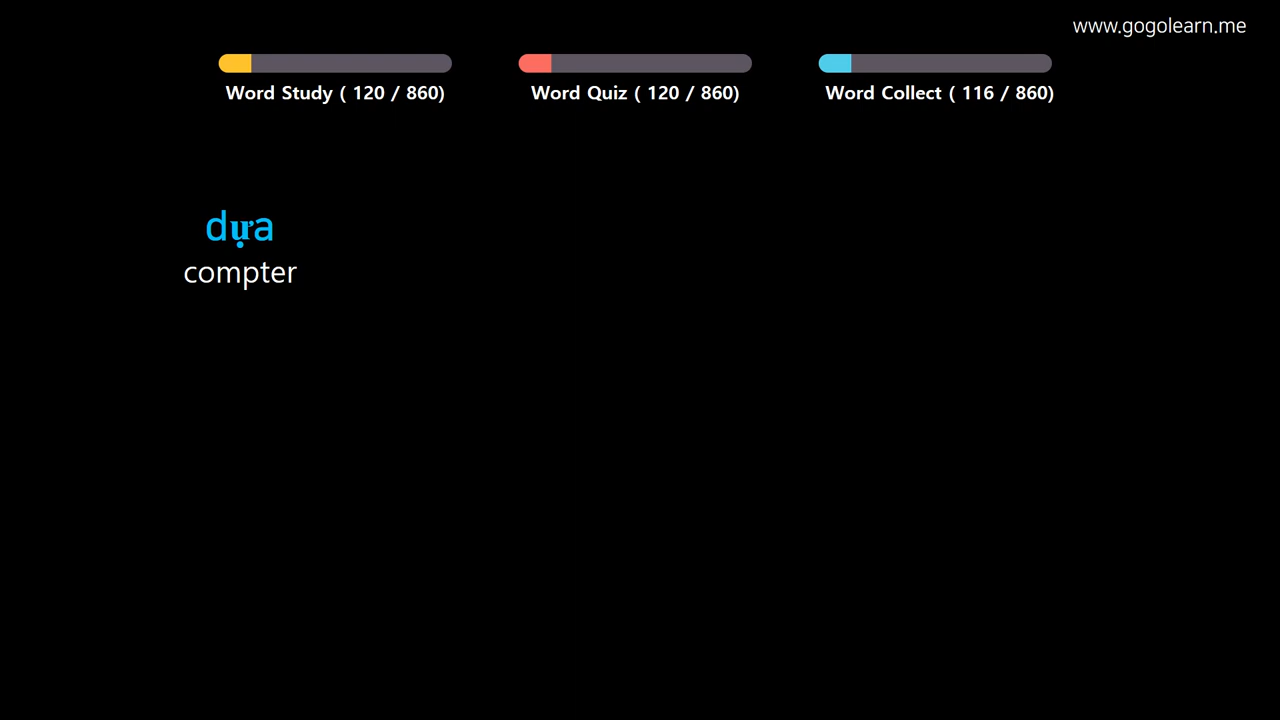 www.gogolearn.me
Word Study ( 120 / 860)
Word Quiz ( 120 / 860)
Word Collect ( 116 / 860)
dựa
compter